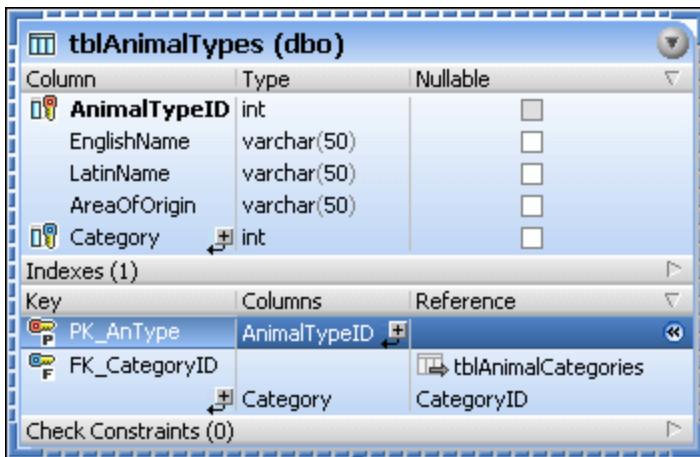 tblAnimalTypes (dbo)
Column Type Nullable
AnimalTypeID int
EnglishName varchar(50)
LatinName varchar(50)
AreaOfOrigin varchar(50)
Category int
Indexes (1)
Key Columns Reference
P PK_AnType AnimalTypeID
F FK_CategoryID tblAnimalCategories
Category CategoryID
Check Constraints (0)